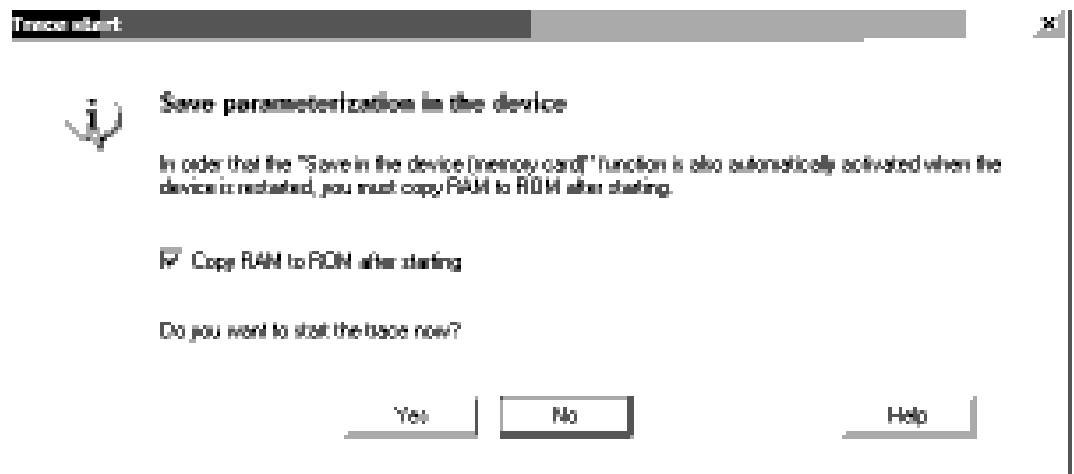 Trace start
Save parameterization in the device
In order that the "Save in the device (memory card)" function is also automatically activated when the
device is restarted, you must copy RAM to ROM after starting.
Copy RAM to ROM after starting
Do you want to start the trace now?
Yes No Help